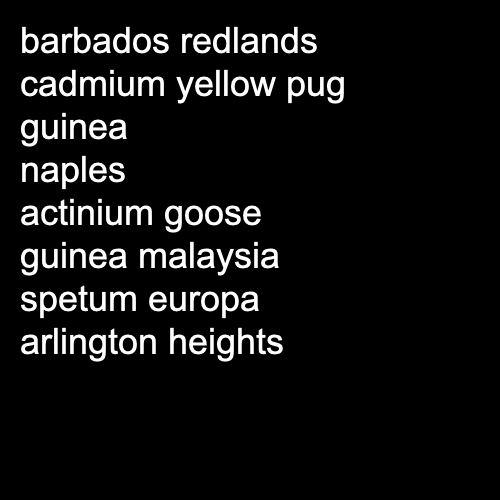 barbados redlands
cadmium yellow pug
guinea
naples
actinium goose
guinea malaysia
spetum europa
arlington heights